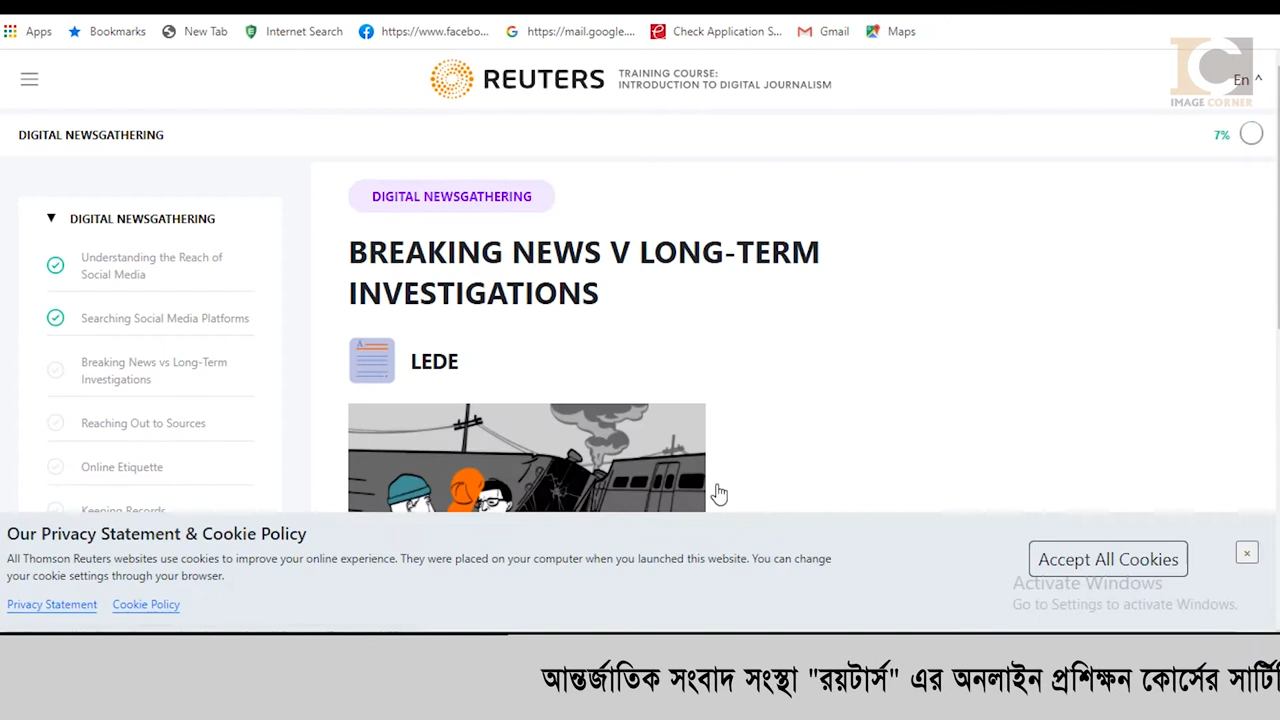 Apps Bookmarks New Tab Internet Search https://www.facebo... https://mail.google.... Check Application S... Gmail Maps
REUTERS
TRAINING COURSE:
INTRODUCTION TO DIGITAL JOURNALISM
En ^
IC
IMAGE CORNER
DIGITAL NEWSGATHERING
7%
DIGITAL NEWSGATHERING
Understanding the Reach of
Social Media
Searching Social Media Platforms
Breaking News vs Long-Term
Investigations
Reaching Out to Sources
Online Etiquette
Keeping Records
DIGITAL NEWSGATHERING
BREAKING NEWS V LONG-TERM
INVESTIGATIONS
LEDE
Our Privacy Statement & Cookie Policy
All Thomson Reuters websites use cookies to improve your online experience. They were placed on your computer when you launched this website. You can change
your cookie settings through your browser.
Privacy Statement Cookie Policy
Accept All Cookies
×
Activate Windows
Go to Settings to activate Windows.
আন্তর্জাতিক সংবাদ সংস্থা "রয়টার্স" এর অনলাইন প্রশিক্ষন কোর্সের